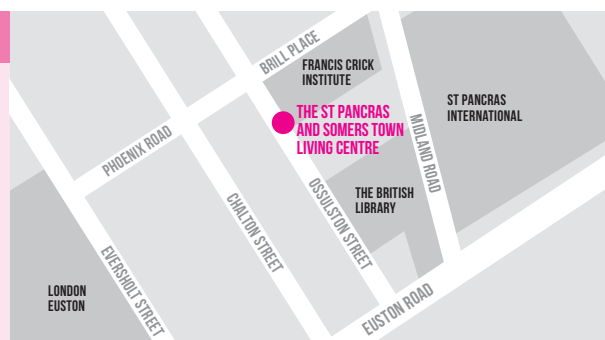 BRILL PLACE
FRANCIS CRICK
INSTITUTE
ST PANCRAS
INTERNATIONAL
THE ST PANCRAS
AND SOMERS TOWN
LIVING CENTRE
MIDLAND ROAD
PHOENIX ROAD
THE BRITISH
LIBRARY
CHALTON STREET
OSSULSTON STREET
EVERSHOLT STREET
LONDON
EUSTON
EUSTON ROAD